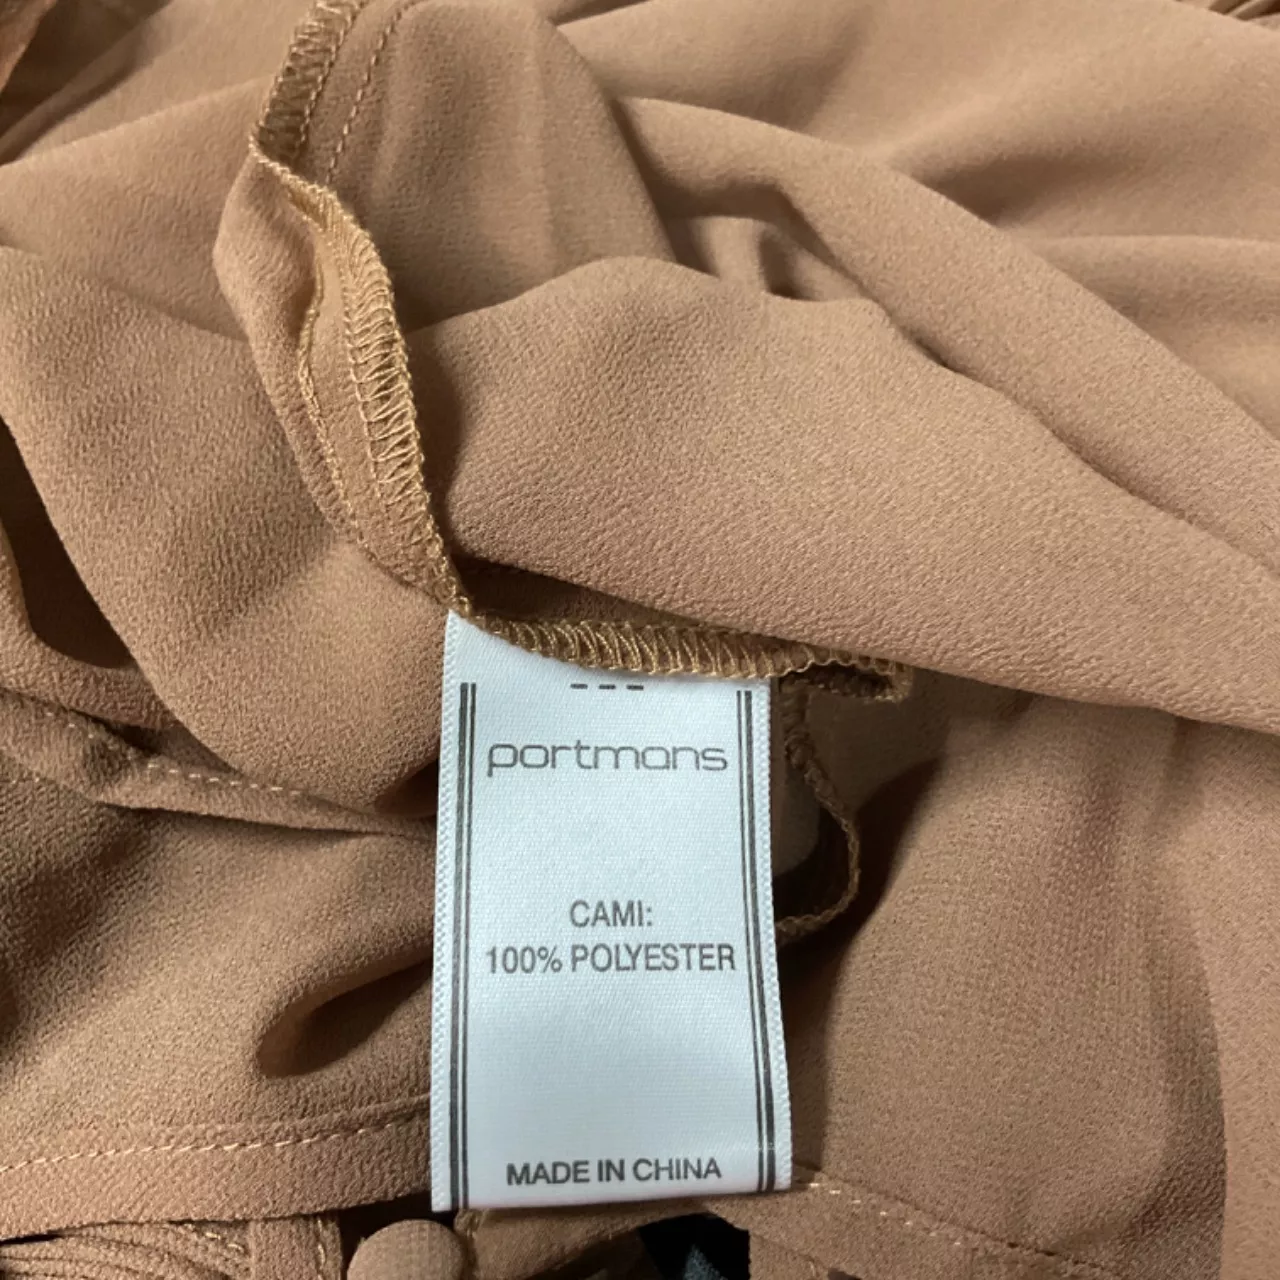 portmans
CAMI:
100% POLYESTER
MADE IN CHINA